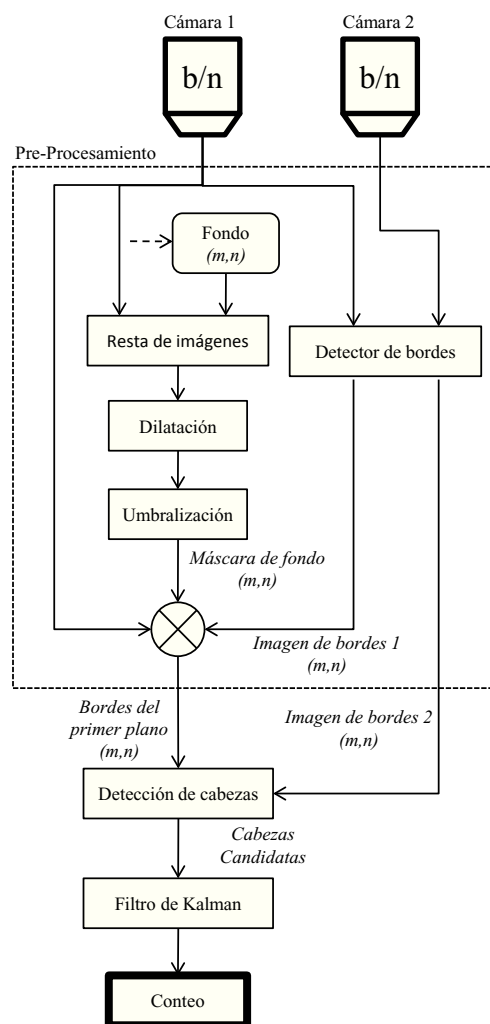 Cámara 1
Cámara 2
b/n
b/n
Pre-Procesamiento
Fondo
(m,n)
Resta de imágenes
Detector de bordes
Dilatación
Umbralización
Máscara de fondo
(m,n)
Imagen de bordes 1
(m,n)
Bordes del
primer plano
(m,n)
Imagen de bordes 2
(m,n)
Detección de cabezas
Cabezas
Candidatas
Filtro de Kalman
Conteo